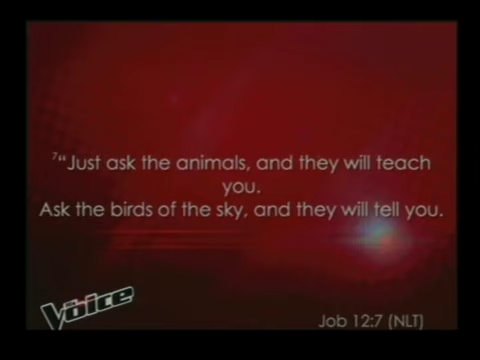 ⁷“Just ask the animals, and they will teach
you.
Ask the birds of the sky, and they will tell you.
The Voice
Job 12:7 (NLT)